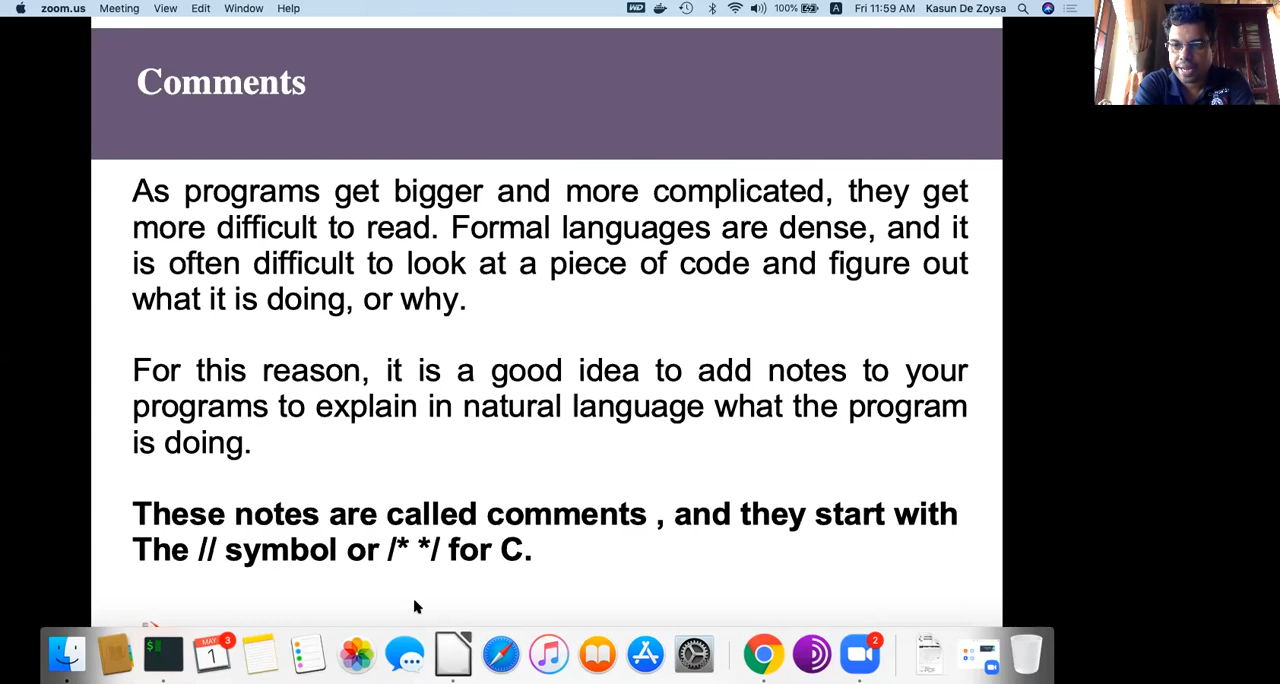 zoom.us Meeting View Edit Window Help 100% A Fri 11:59 AM Kasun De Zoysa
Comments
As programs get bigger and more complicated, they get
more difficult to read. Formal languages are dense, and it
is often difficult to look at a piece of code and figure out
what it is doing, or why.
For this reason, it is a good idea to add notes to your
programs to explain in natural language what the program
is doing.
These notes are called comments , and they start with
The // symbol or /* */ for C.
MAY 3
1
2